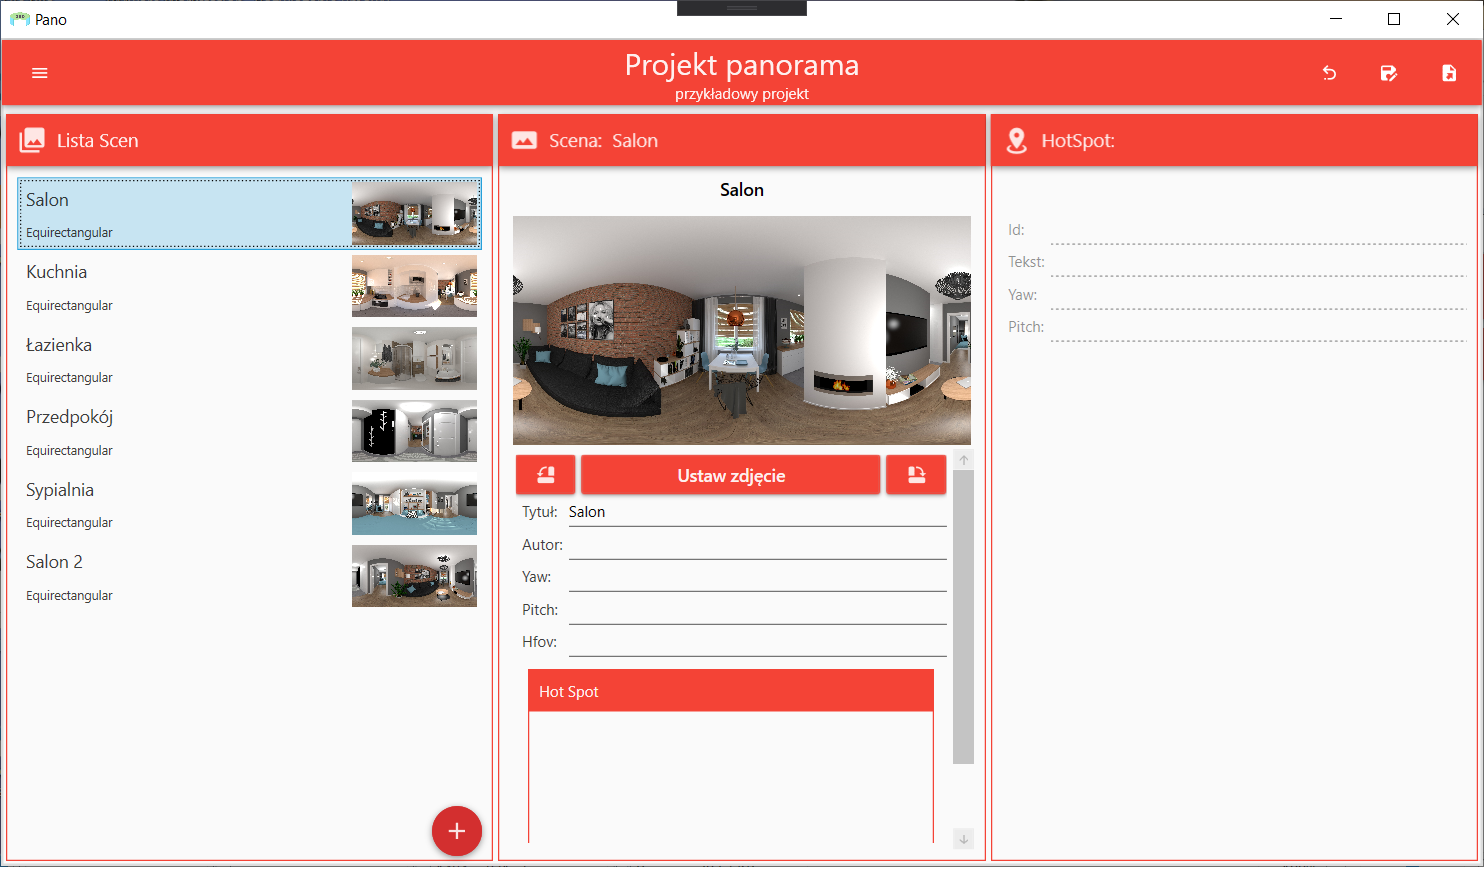 Pano
Projekt panorama
przykładowy projekt
Lista Scen
Salon
Equirectangular
Kuchnia
Equirectangular
Łazienka
Equirectangular
Przedpokój
Equirectangular
Sypialnia
Equirectangular
Salon 2
Equirectangular
Scena: Salon
Salon
Ustaw zdjęcie
Tytuł: Salon
Autor:
Yaw:
Pitch:
Hfov:
Hot Spot
HotSpot:
Id:
Tekst:
Yaw:
Pitch: